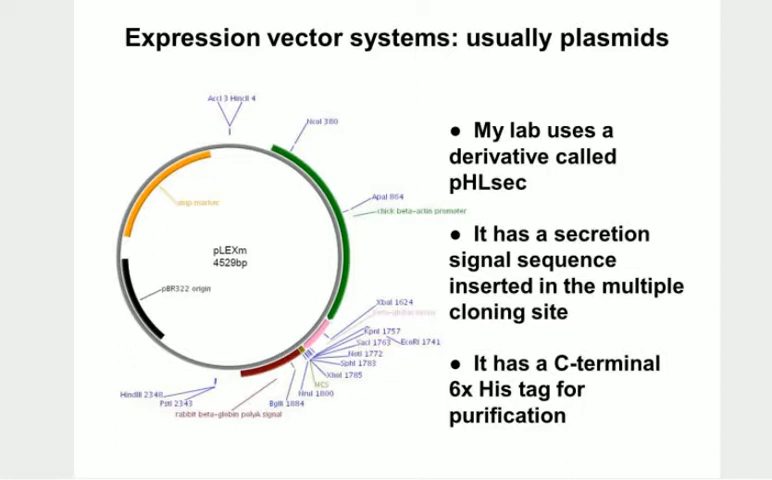 Expression vector systems: usually plasmids
AccI 3 HincII 4
NcoI 380
ApaI 864
chick beta-actin promoter
amp marker
pLEXm
4529bp
pBR322 origin
XbaI 1624
KpnI 1757
SacI 1763
EcoRI 1741
NotI 1772
SphI 1783
XhoI 1785
MCS
NruI 1800
BglII 1884
HindIII 2348
PstI 2343
rabbit beta-globin polyA signal
● My lab uses a
derivative called
pHLsec
● It has a secretion
signal sequence
inserted in the multiple
cloning site
● It has a C-terminal
6x His tag for
purification